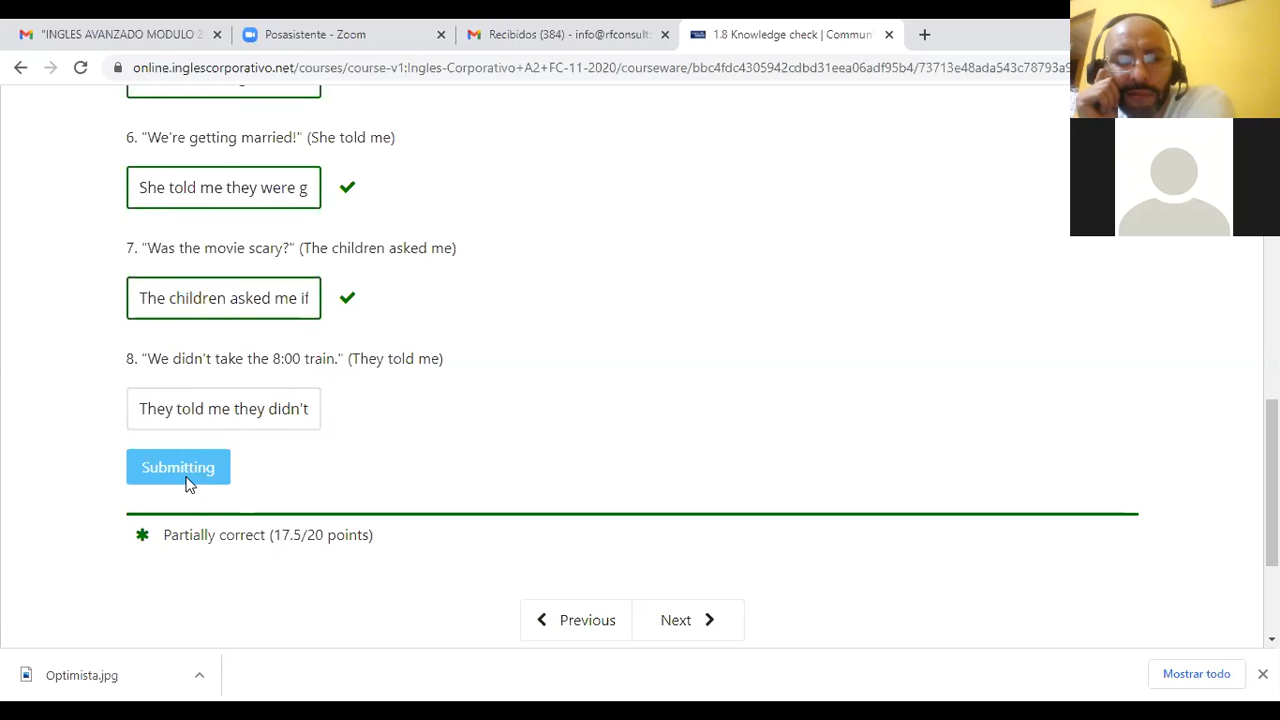 "INGLES AVANZADO MODULO 2
Posasistente - Zoom
Recibidos (384) - info@rfconsult
1.8 Knowledge check | Commun
online.inglescorporativo.net/courses/course-v1:Ingles-Corporativo+A2+FC-11-2020/courseware/bbc4fdc4305942cdbd31eea06adf95b4/73713e48ada543c78793a9
6. "We're getting married!" (She told me)
She told me they were g
7. "Was the movie scary?" (The children asked me)
The children asked me if
8. "We didn't take the 8:00 train." (They told me)
They told me they didn't
Submitting
Partially correct (17.5/20 points)
Previous
Next
Optimista.jpg
Mostrar todo